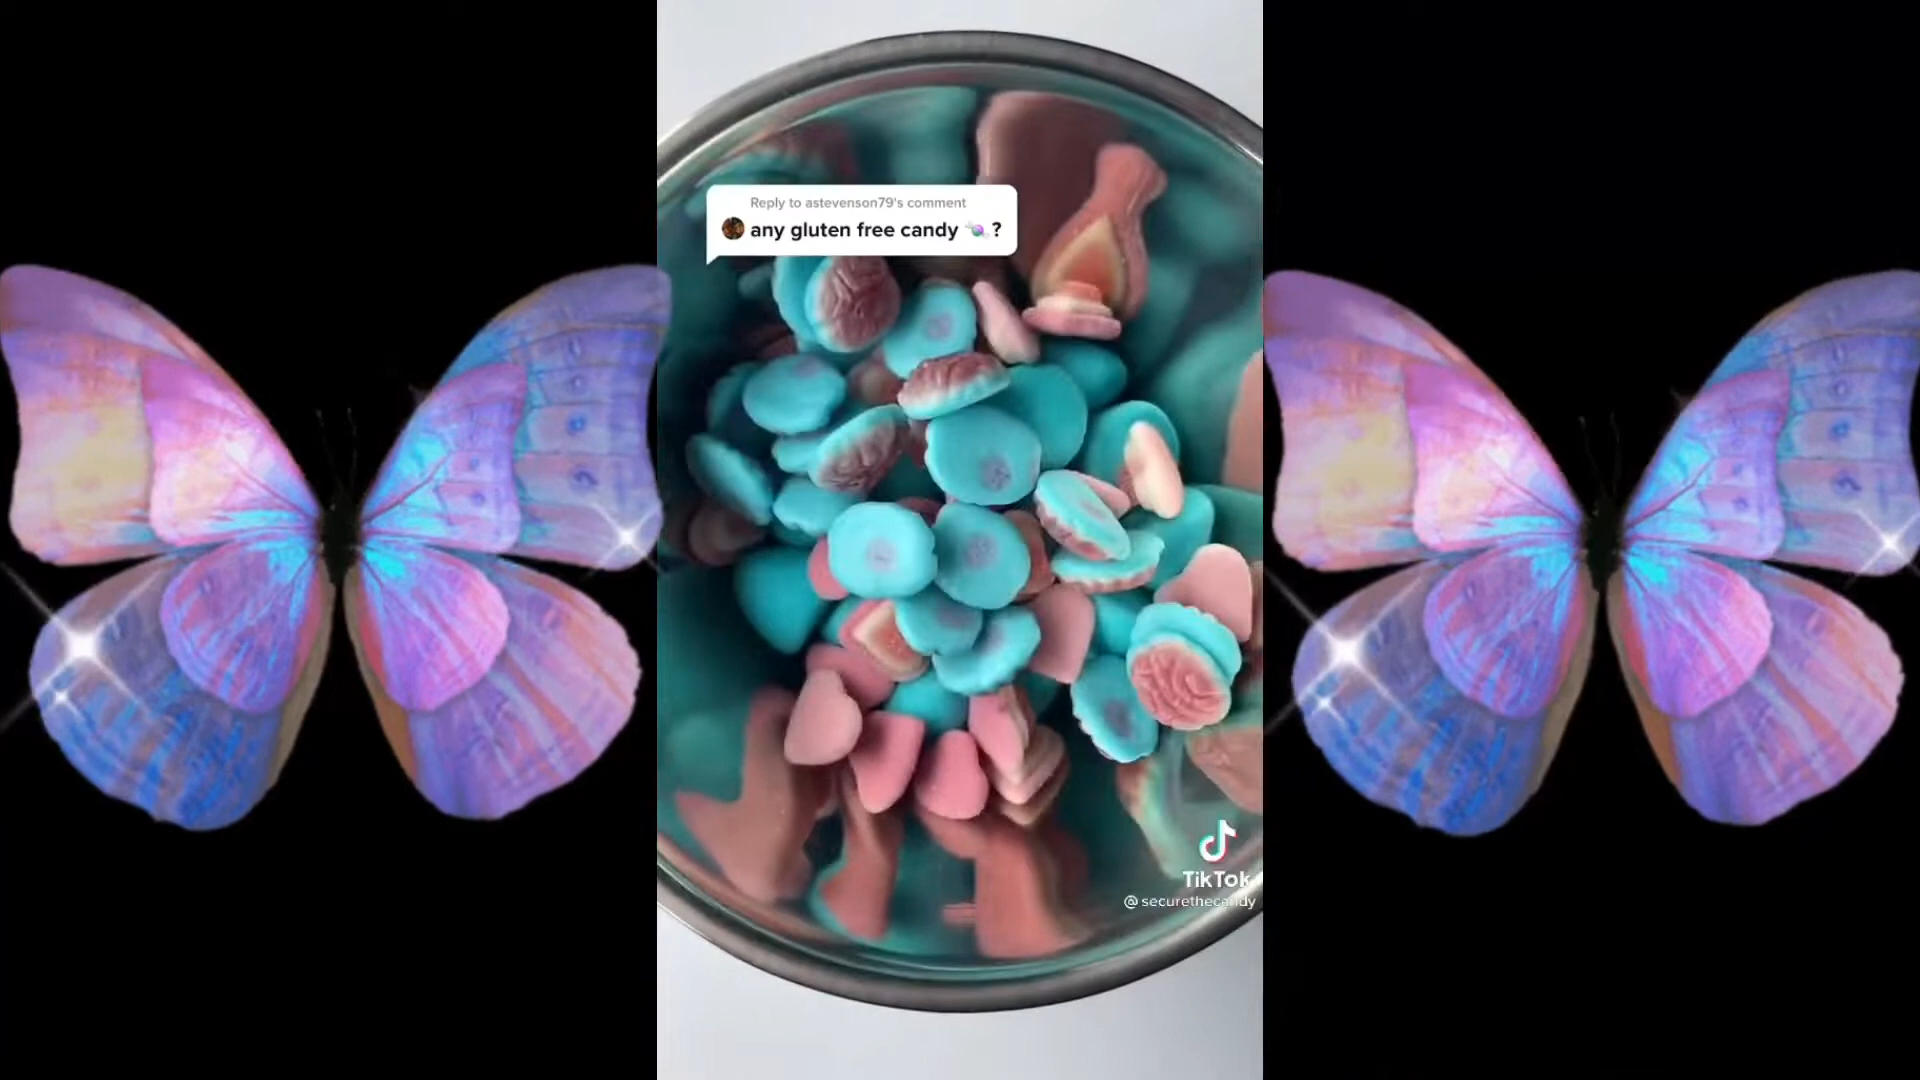 Reply to astevenson79's comment
any gluten free candy 🍬?
TikTok
@securethecandy